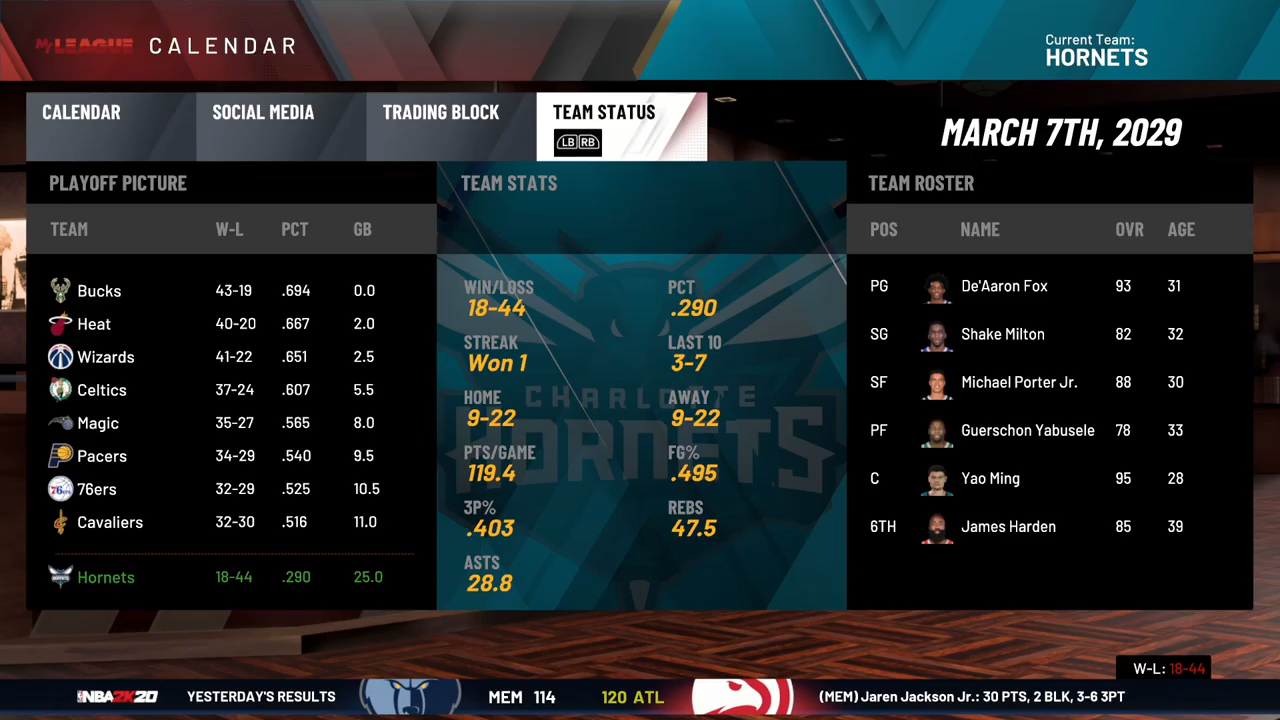 MyLEAGUE CALENDAR
Current Team:
HORNETS
CALENDAR SOCIAL MEDIA TRADING BLOCK TEAM STATUS
LB RB
MARCH 7TH, 2029
PLAYOFF PICTURE
TEAM W-L PCT GB
Bucks 43-19 .694 0.0
Heat 40-20 .667 2.0
Wizards 41-22 .651 2.5
Celtics 37-24 .607 5.5
Magic 35-27 .565 8.0
Pacers 34-29 .540 9.5
76ers 32-29 .525 10.5
Cavaliers 32-30 .516 11.0
Hornets 18-44 .290 25.0
TEAM STATS
WIN/LOSS PCT
18-44 .290
STREAK LAST 10
Won 1 3-7
HOME AWAY
9-22 9-22
PTS/GAME FG%
119.4 .495
3P% REBS
.403 47.5
ASTS
28.8
CHARLOTTE
HORNETS
TEAM ROSTER
POS NAME OVR AGE
PG De'Aaron Fox 93 31
SG Shake Milton 82 32
SF Michael Porter Jr. 88 30
PF Guerschon Yabusele 78 33
C Yao Ming 95 28
6TH James Harden 85 39
W-L: 18-44
NBA2K20 YESTERDAY'S RESULTS MEM 114 120 ATL (MEM) Jaren Jackson Jr.: 30 PTS, 2 BLK, 3-6 3PT